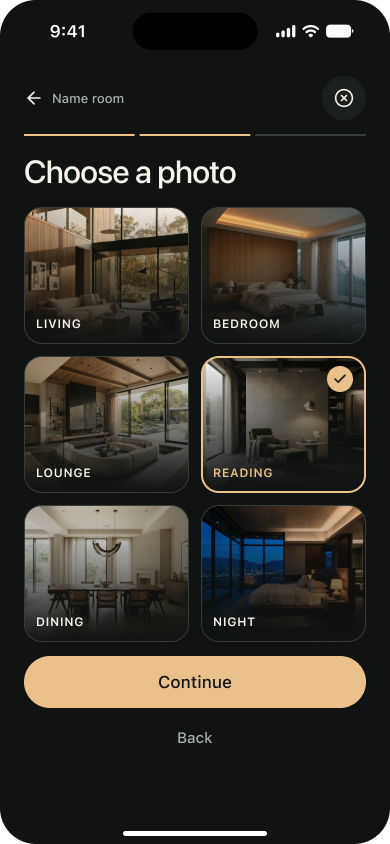 9:41
Name room
Choose a photo
LIVING
BEDROOM
LOUNGE
READING
DINING
NIGHT
Continue
Back